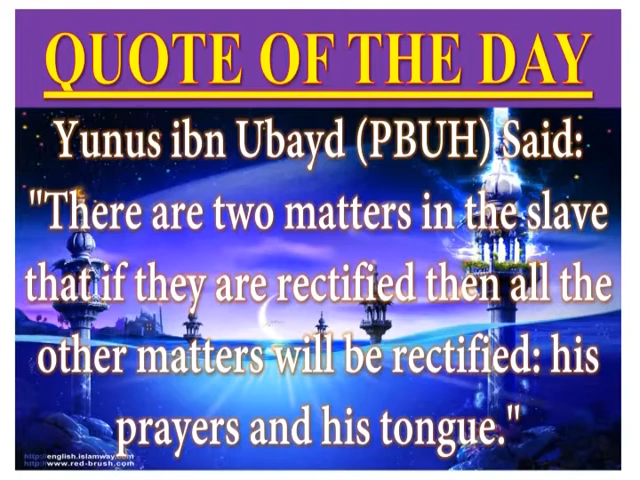 QUOTE OF THE DAY
Yunus ibn Ubayd (PBUH) Said:
"There are two matters in the slave
that if they are rectified then all the
other matters will be rectified: his
prayers and his tongue."
http://english.islamway.com
http://www.red-brush.com